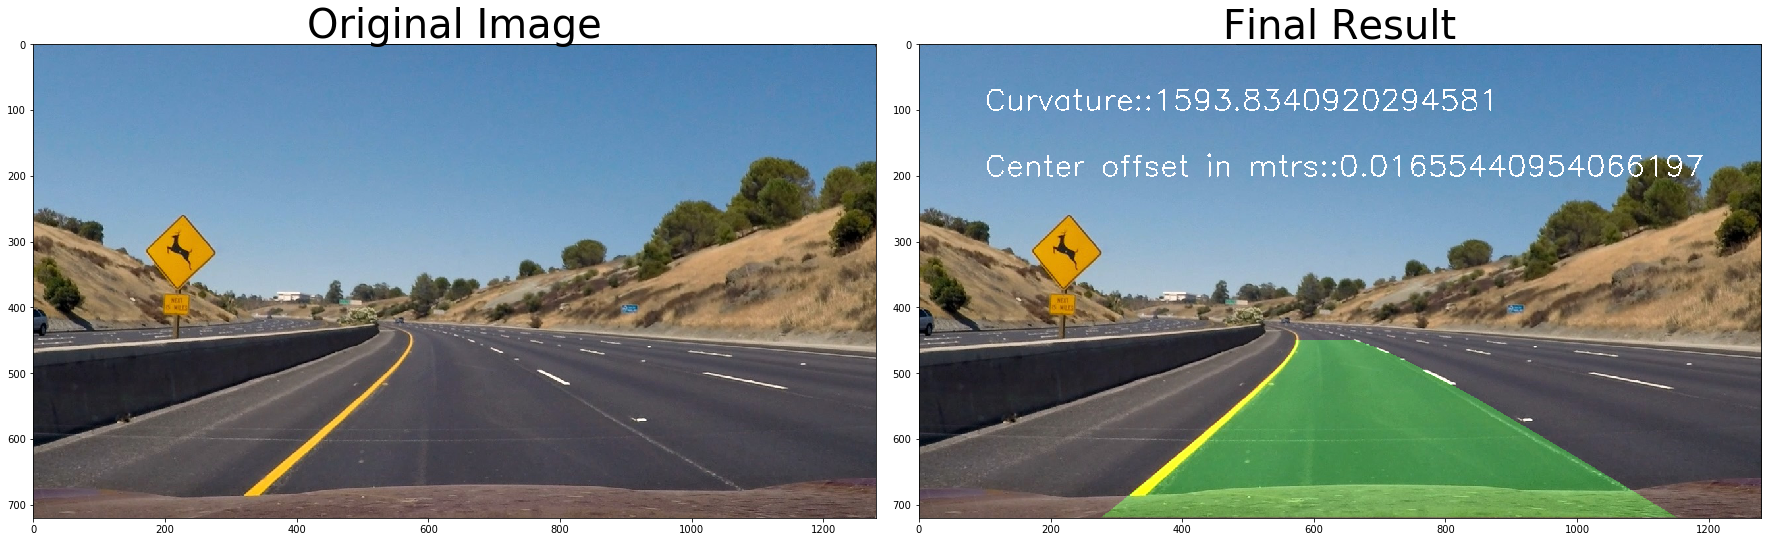 Original Image
0
100
200
300
400
500
600
700
0 200 400 600 800 1000 1200
NEXT
Final Result
0
100
200
300
400
500
600
700
Curvature::1593.8340920294581
Center offset in mtrs::0.01655440954066197
NEXT
0 200 400 600 800 1000 1200